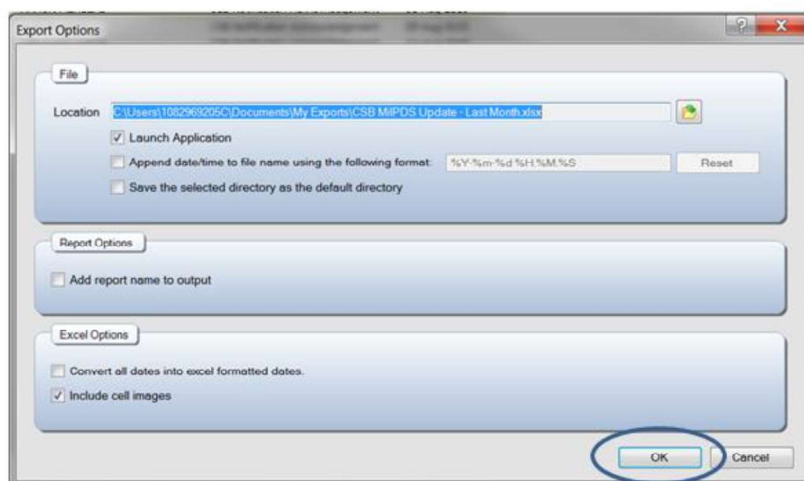 Export Options
File
Location C:\Users\1082969205C\Documents\My Exports\CSB MilPDS Update - Last Month.xlsx
Launch Application
Append date/time to file name using the following format: %Y-%m-%d %H.%M.%S Reset
Save the selected directory as the default directory
Report Options
Add report name to output
Excel Options
Convert all dates into excel formatted dates.
Include cell images
OK Cancel